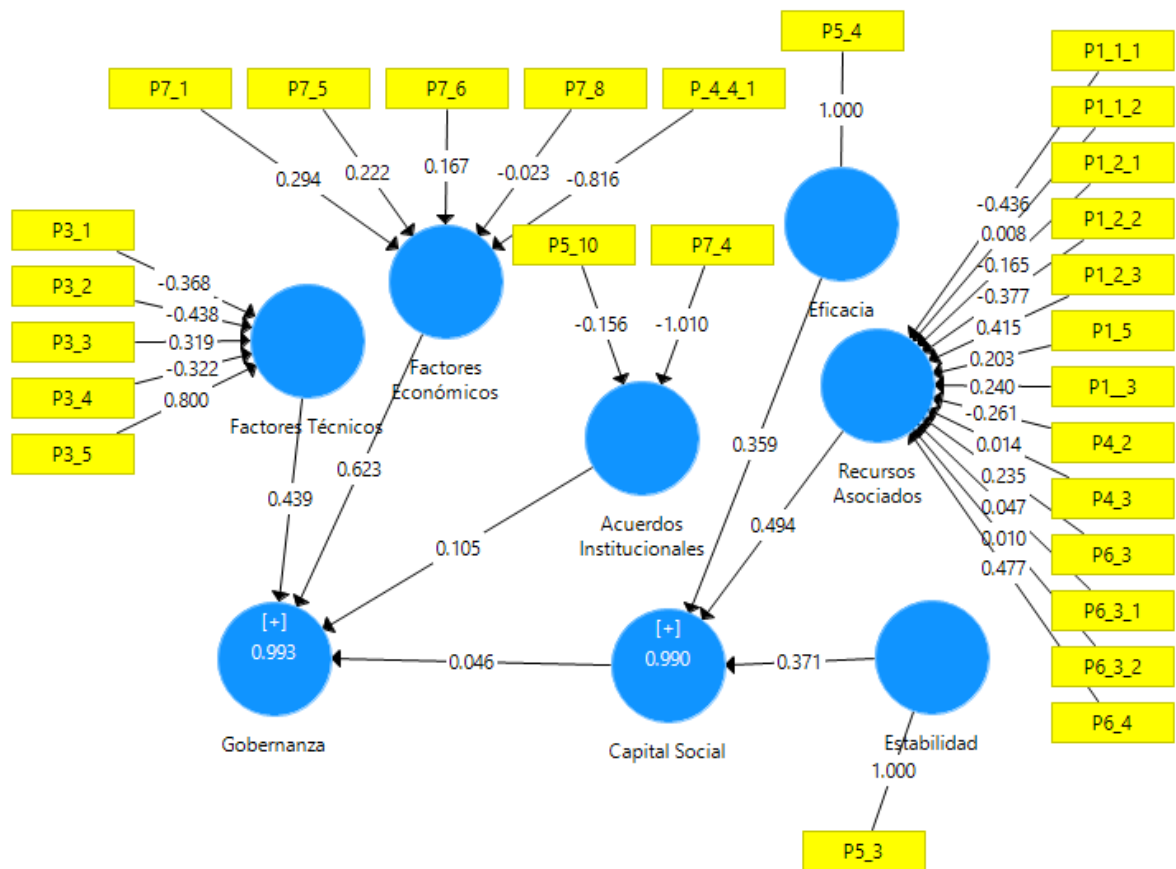 P5_4
P1_1_1
P7_1
P7_5
P7_6
P7_8
P_4_4_1
P1_1_2
1.000
P1_2_1
0.294
0.222
0.167
-0.023
-0.816
-0.436
P3_1
P5_10
P7_4
0.008
P1_2_2
P3_2
-0.368
-0.165
P1_2_3
-0.438
Eficacia
-0.377
P3_3
0.319
-0.156
-1.010
0.415
P1_5
P3_4
-0.322
Factores
Económicos
0.203
0.800
0.240
P1__3
P3_5
Factores Técnicos
-0.261
P4_2
0.359
0.014
0.623
Recursos
Asociados
0.235
P4_3
0.439
0.047
Acuerdos
Institucionales
0.494
0.010
P6_3
0.105
0.477
P6_3_1
[+]
0.993
[+]
0.990
P6_3_2
0.046
0.371
P6_4
Gobernanza
Capital Social
Estabilidad
1.000
P5_3